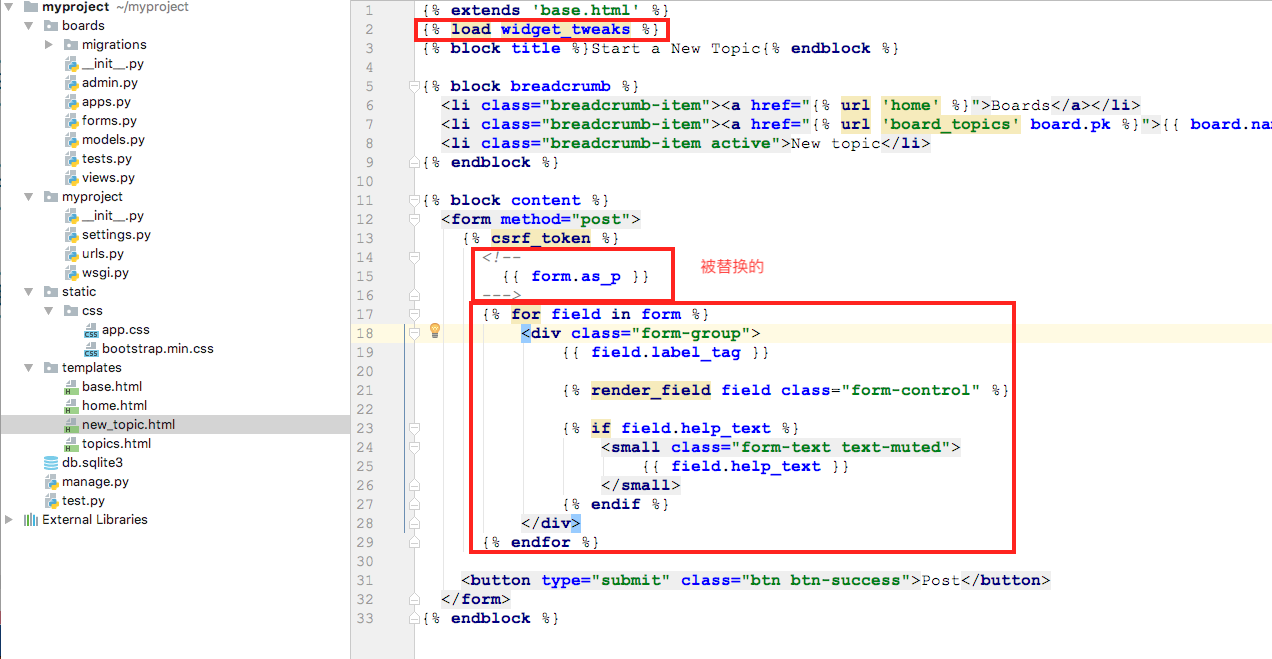 myproject ~/myproject
boards
migrations
__init__.py
admin.py
apps.py
forms.py
models.py
tests.py
views.py
myproject
__init__.py
settings.py
urls.py
wsgi.py
static
css
app.css
bootstrap.min.css
templates
base.html
home.html
new_topic.html
topics.html
db.sqlite3
manage.py
test.py
External Libraries
1 {% extends 'base.html' %}
2 {% load widget_tweaks %}
3 {% block title %}Start a New Topic{% endblock %}
4
5 {% block breadcrumb %}
6 <li class="breadcrumb-item"><a href="{% url 'home' %}">Boards</a></li>
7 <li class="breadcrumb-item"><a href="{% url 'board_topics' board.pk %}">{{ board.na
8 <li class="breadcrumb-item active">New topic</li>
9 {% endblock %}
10
11 {% block content %}
12 <form method="post">
13 {% csrf_token %}
14 <!--
15 {{ form.as_p }} 被替换的
16 --->
17 {% for field in form %}
18 <div class="form-group">
19 {{ field.label_tag }}
20
21 {% render_field field class="form-control" %}
22
23 {% if field.help_text %}
24 <small class="form-text text-muted">
25 {{ field.help_text }}
26 </small>
27 {% endif %}
28 </div>
29 {% endfor %}
30
31 <button type="submit" class="btn btn-success">Post</button>
32 </form>
33 {% endblock %}